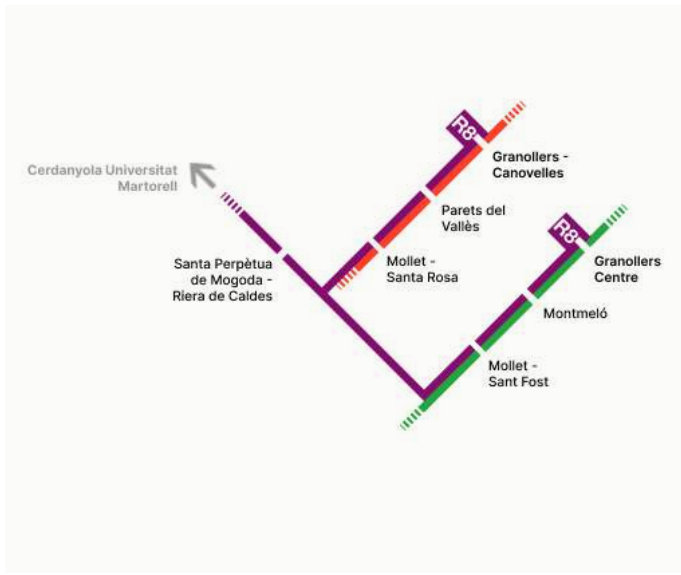 R8
Granollers -
Canovelles
Cerdanyola Universitat
Martorell
Parets del
Vallès
R8
Mollet -
Santa Rosa
Santa Perpètua
de Mogoda -
Riera de Caldes
Granollers
Centre
Montmeló
Mollet -
Sant Fost